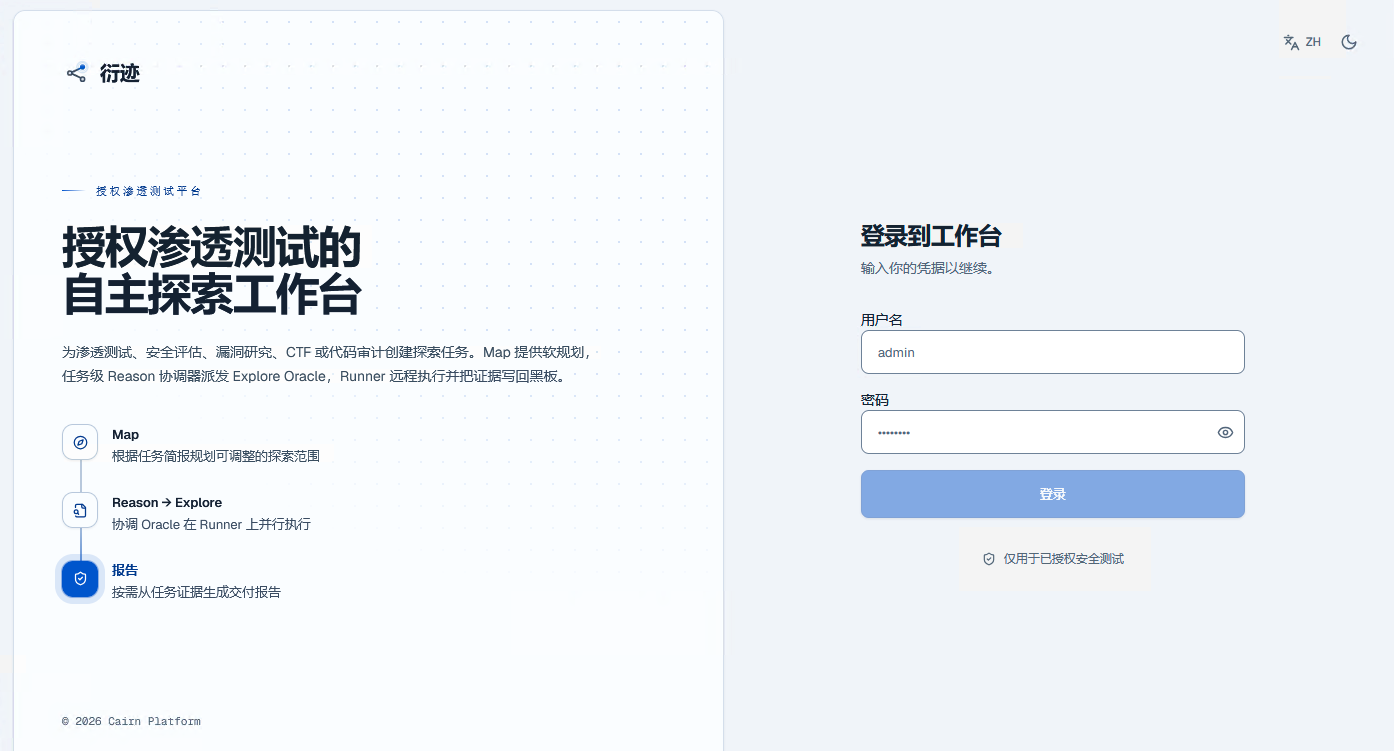 衍迹
ZH
授权渗透测试平台
授权渗透测试的
自主探索工作台
为渗透测试、安全评估、漏洞研究、CTF 或代码审计创建探索任务。Map 提供软规划，
任务级 Reason 协调器派发 Explore Oracle，Runner 远程执行并把证据写回黑板。
Map
根据任务简报规划可调整的探索范围
Reason → Explore
协调 Oracle 在 Runner 上并行执行
报告
按需从任务证据生成交付报告
© 2026 Cairn Platform
登录到工作台
输入你的凭据以继续。
用户名
admin
密码
••••••••
登录
仅用于已授权安全测试